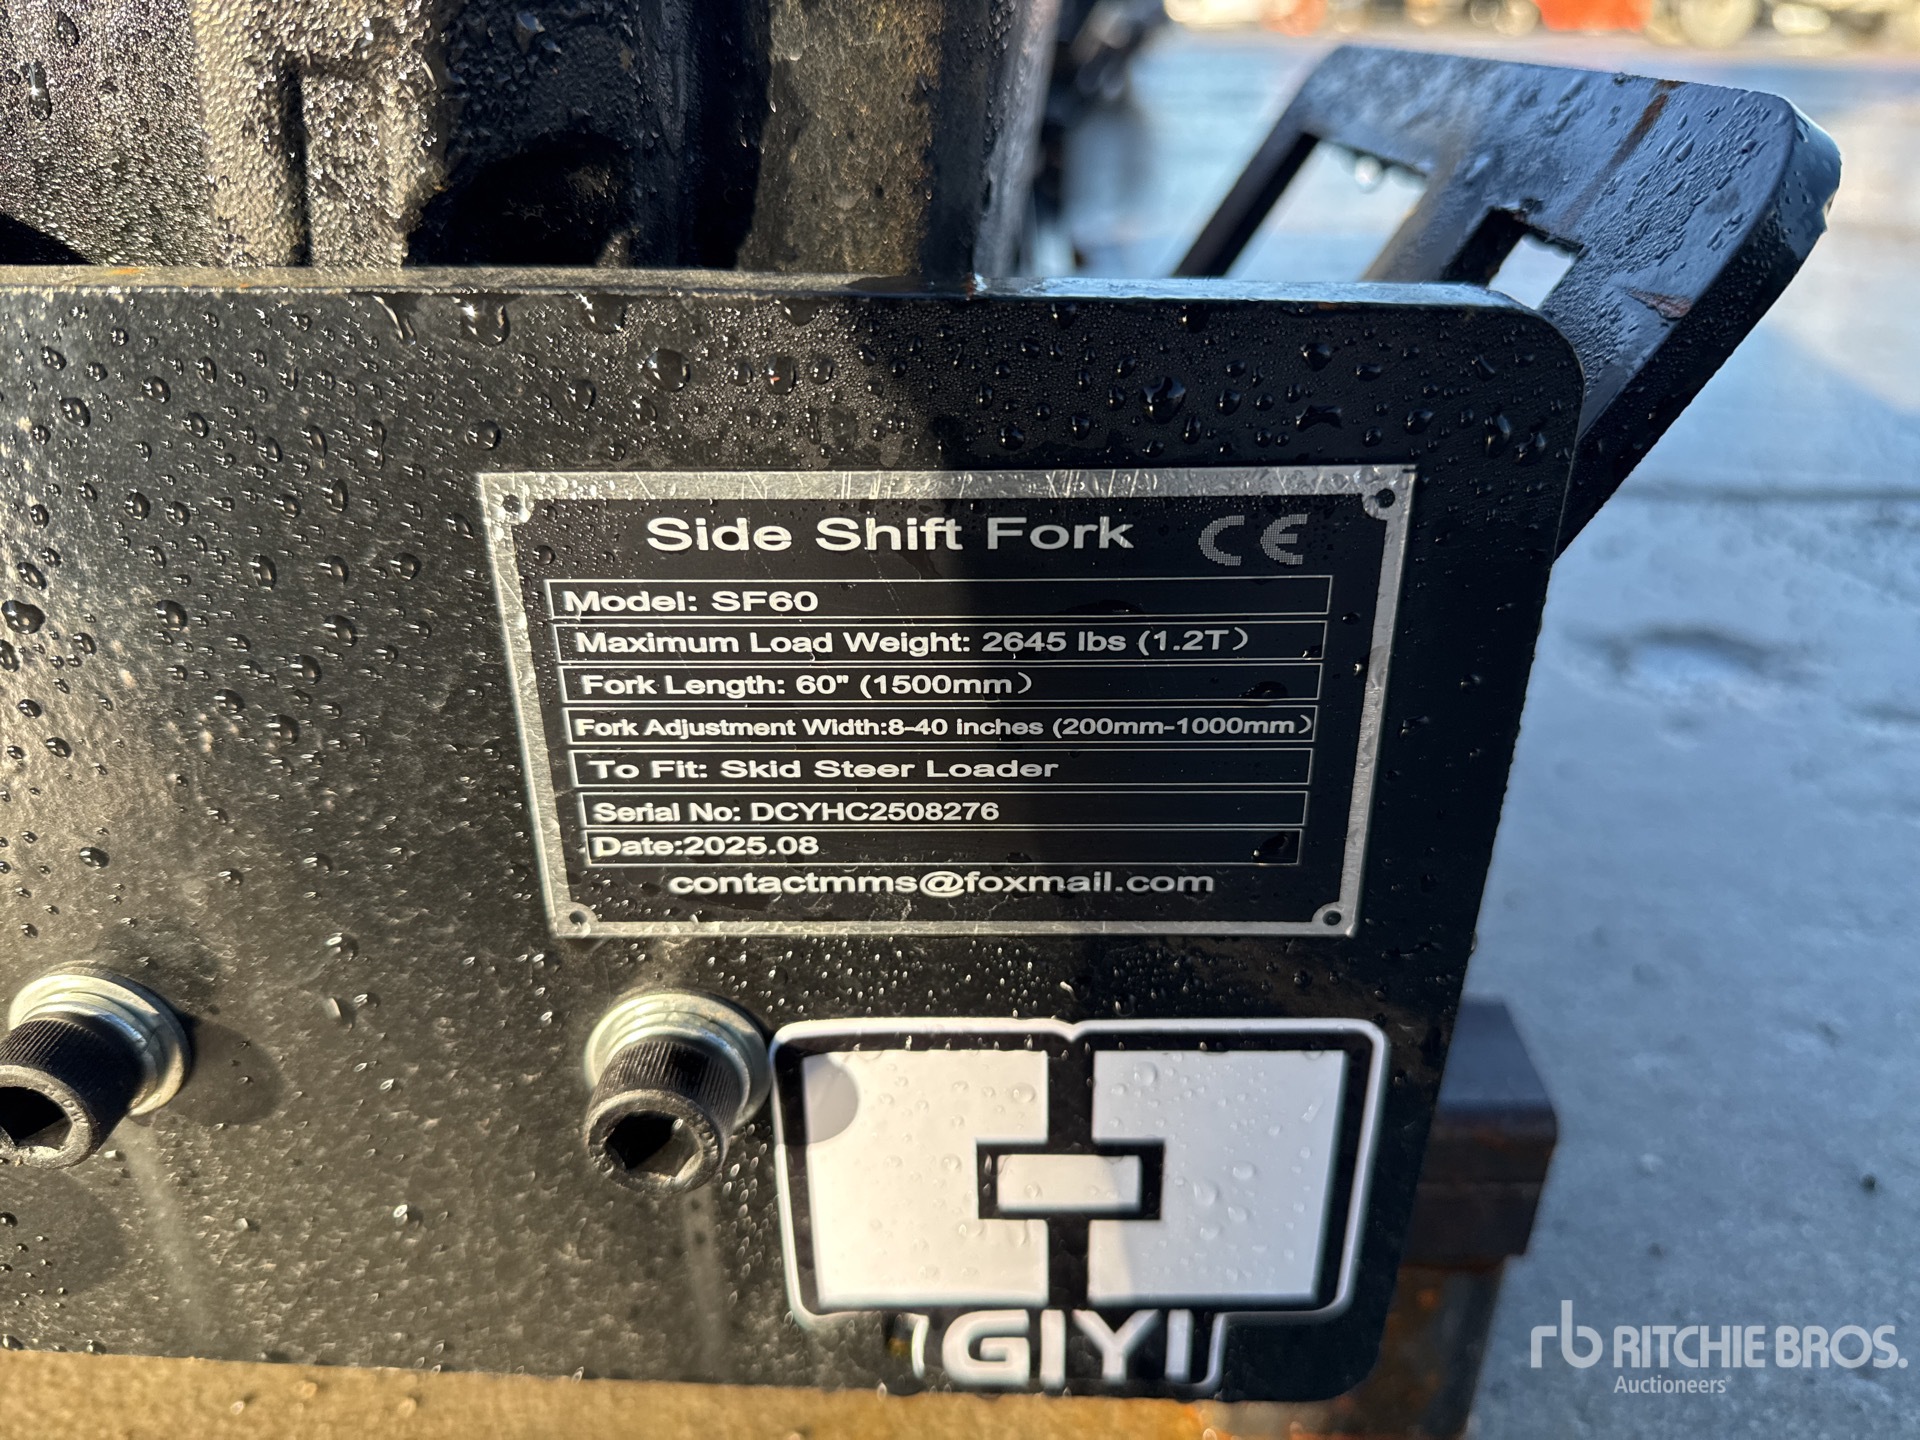 Side Shift Fork CE
Model: SF60
Maximum Load Weight: 2645 lbs (1.2T)
Fork Length: 60" (1500mm)
Fork Adjustment Width:8-40 inches (200mm-1000mm)
To Fit: Skid Steer Loader
Serial No: DCYHC2508276
Date:2025.08
contactmms@foxmail.com
GIYI
rb RITCHIE BROS.
Auctioneers